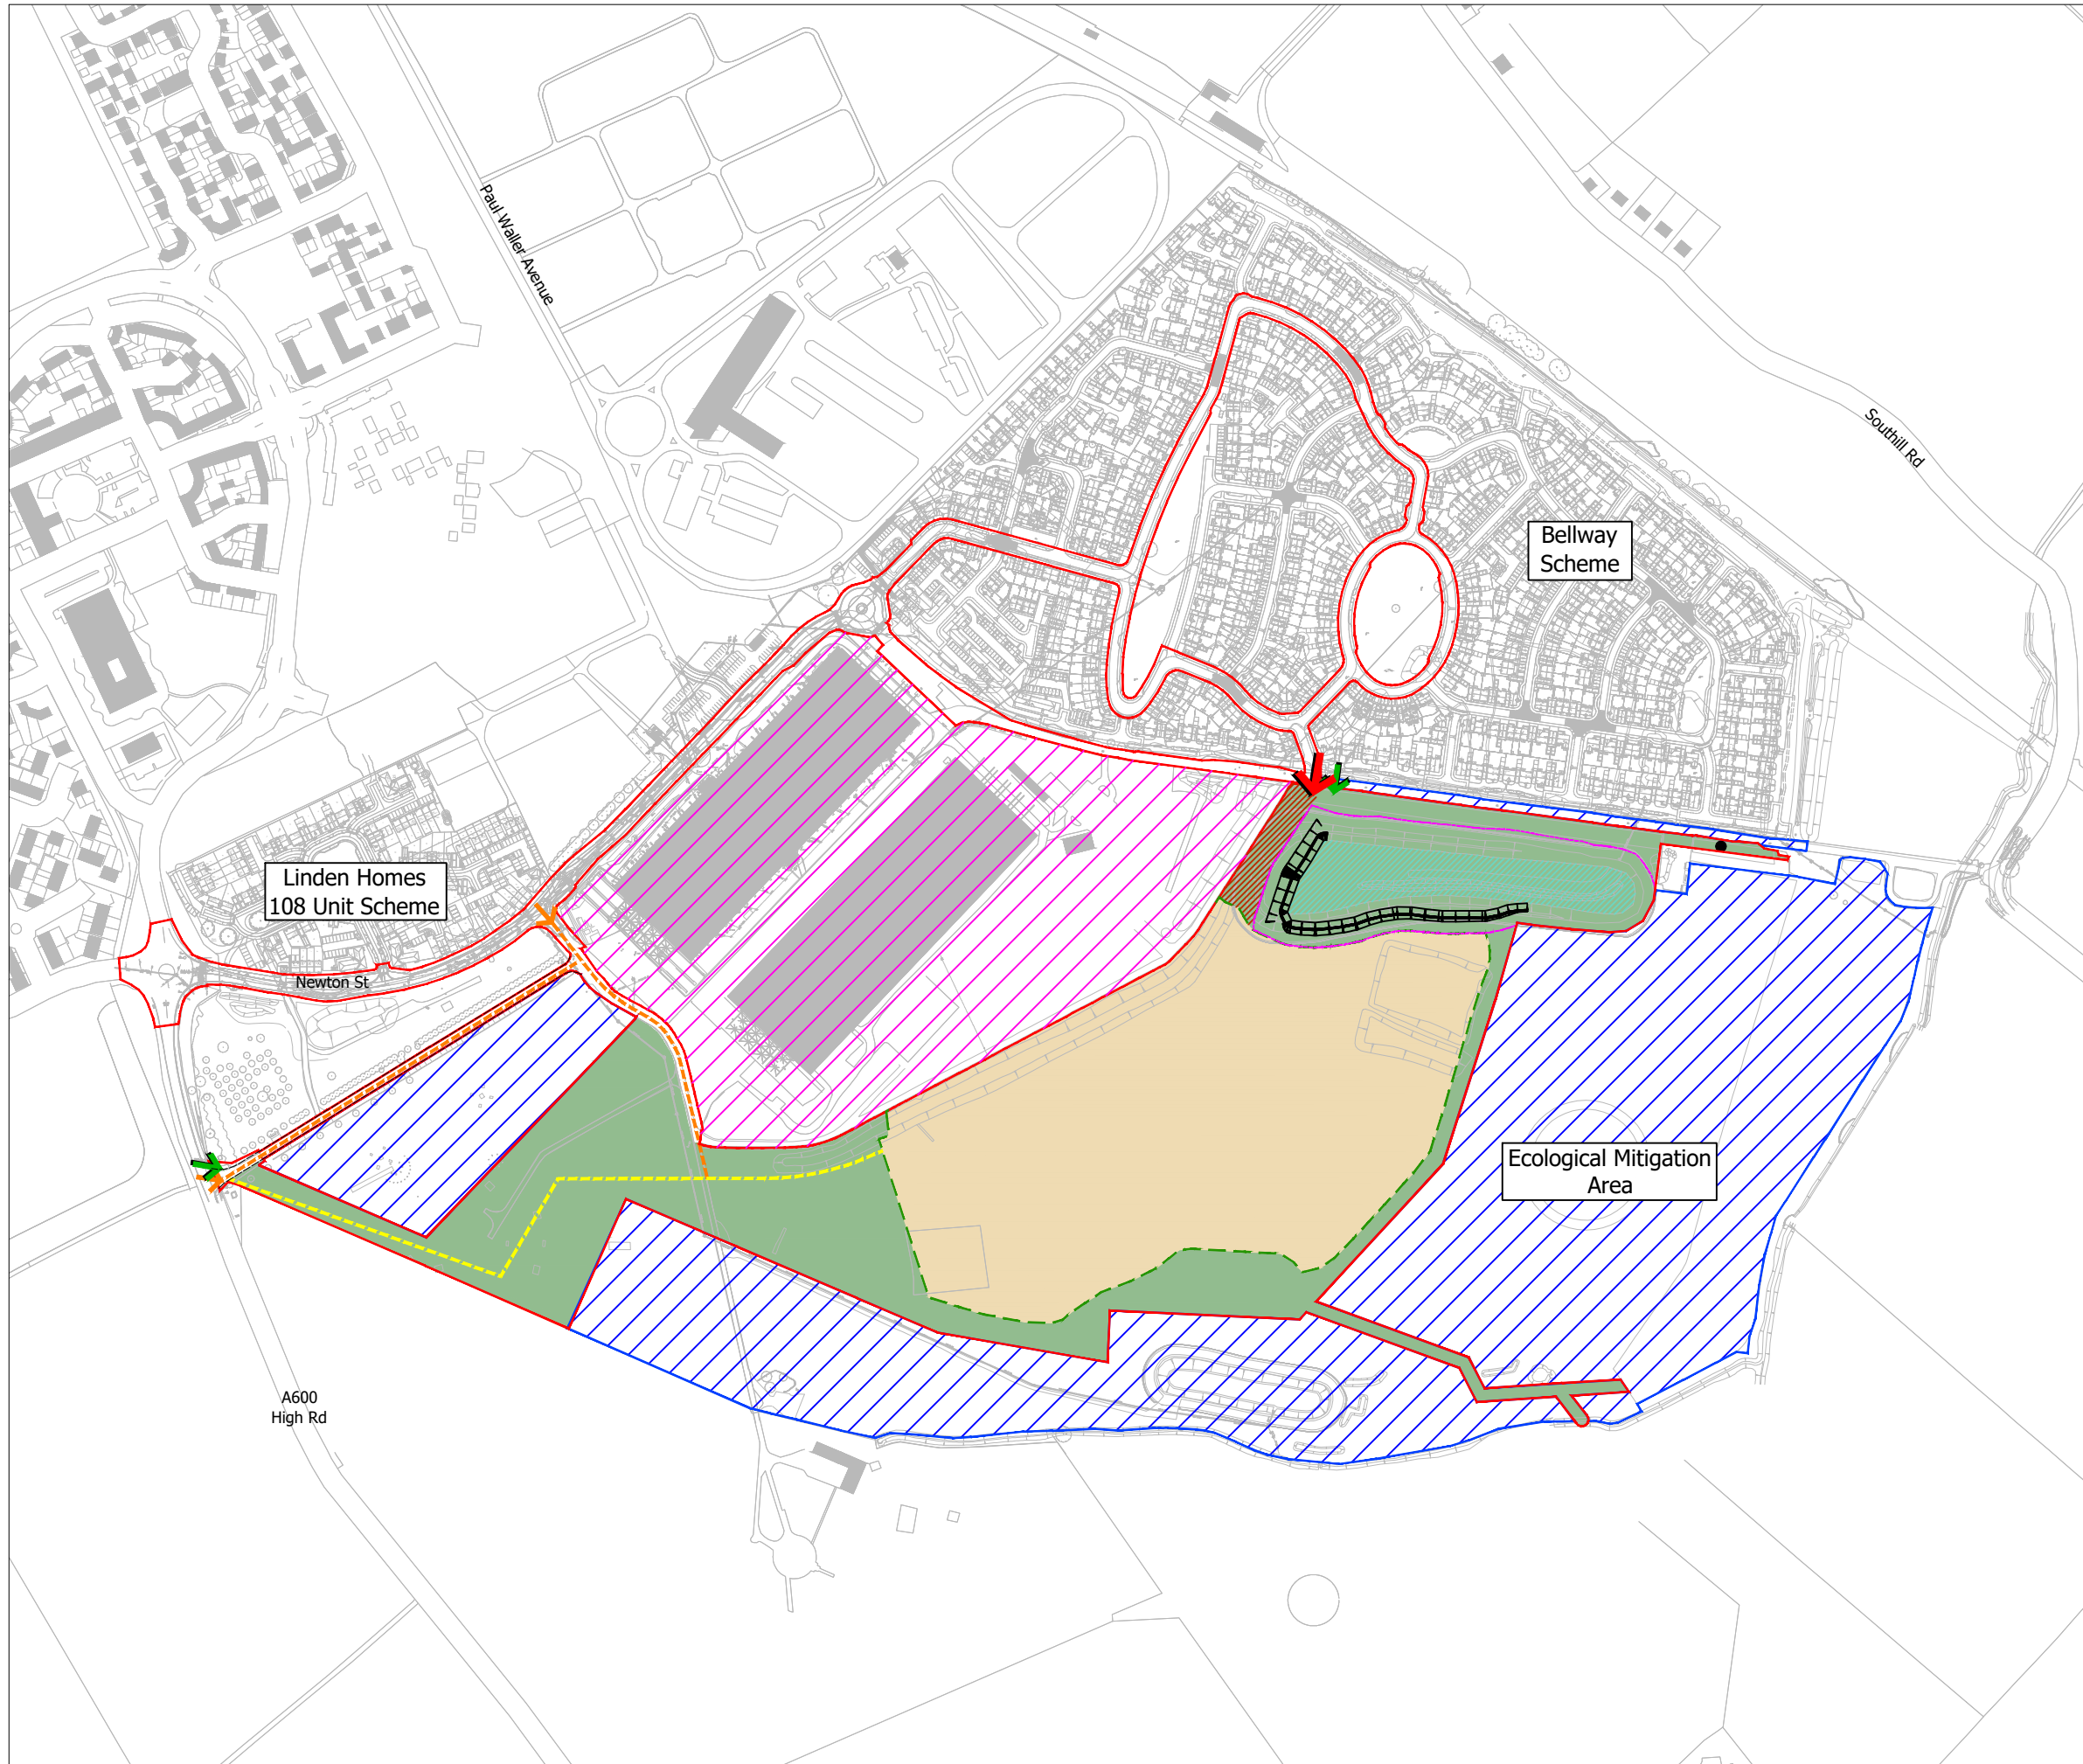 Paul Waller Avenue
Southill Rd
Bellway
Scheme
Linden Homes
108 Unit Scheme
Newton St
Ecological Mitigation
Area
A600
High Rd